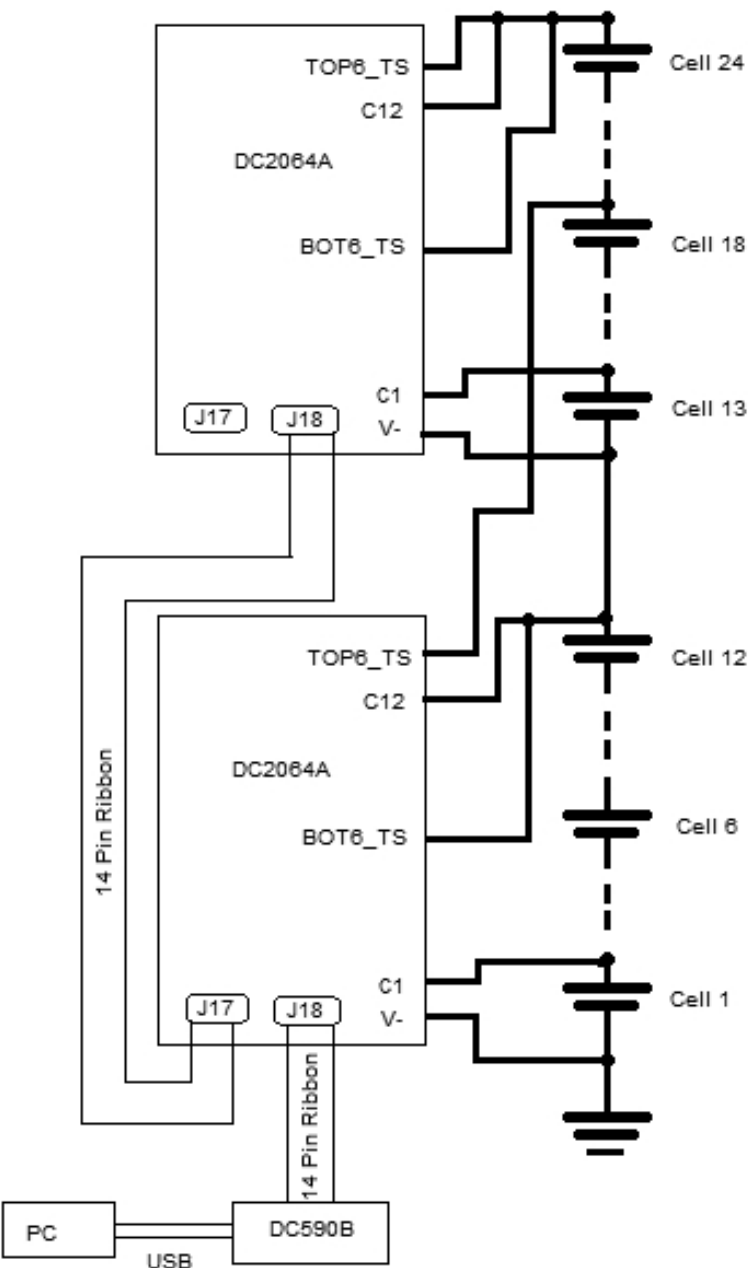 TOP6_TS
Cell 24
C12
DC2064A
BOT6_TS
Cell 18
C1
Cell 13
J17
J18
V-
TOP6_TS
Cell 12
C12
DC2064A
14 Pin Ribbon
Cell 6
BOT6_TS
C1
Cell 1
J17
J18
V-
14 Pin Ribbon
PC
DC590B
USB